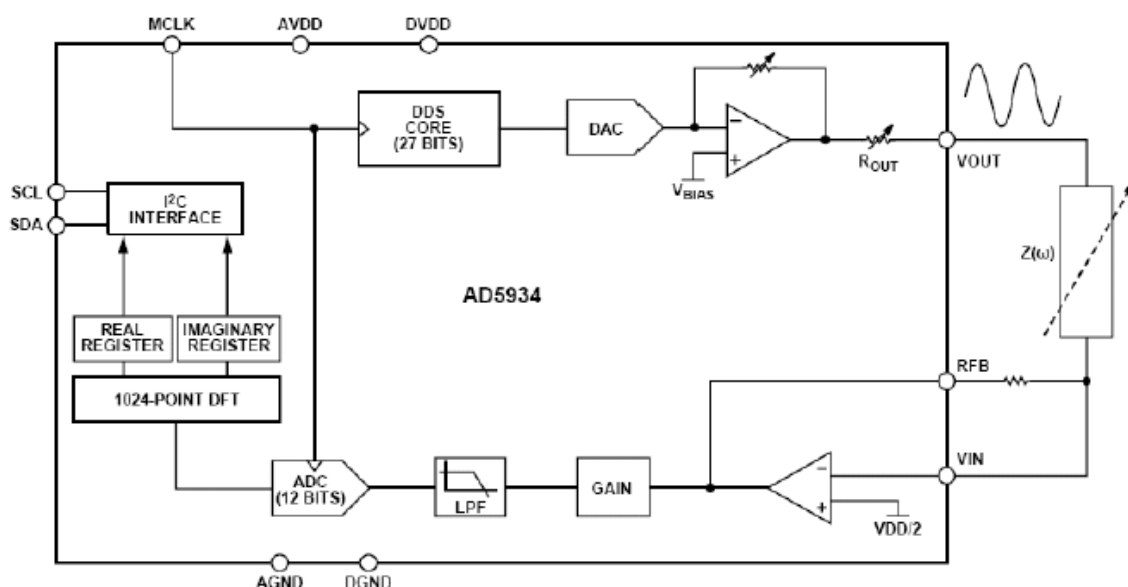 MCLK
AVDD
DVDD
DDS
CORE
(27 BITS)
DAC
−
+
VBIAS
ROUT
VOUT
SCL
SDA
I2C
INTERFACE
Z(ω)
AD5934
REAL
REGISTER
IMAGINARY
REGISTER
RFB
1024-POINT DFT
VIN
ADC
(12 BITS)
LPF
GAIN
−
+
VDD/2
AGND
DGND